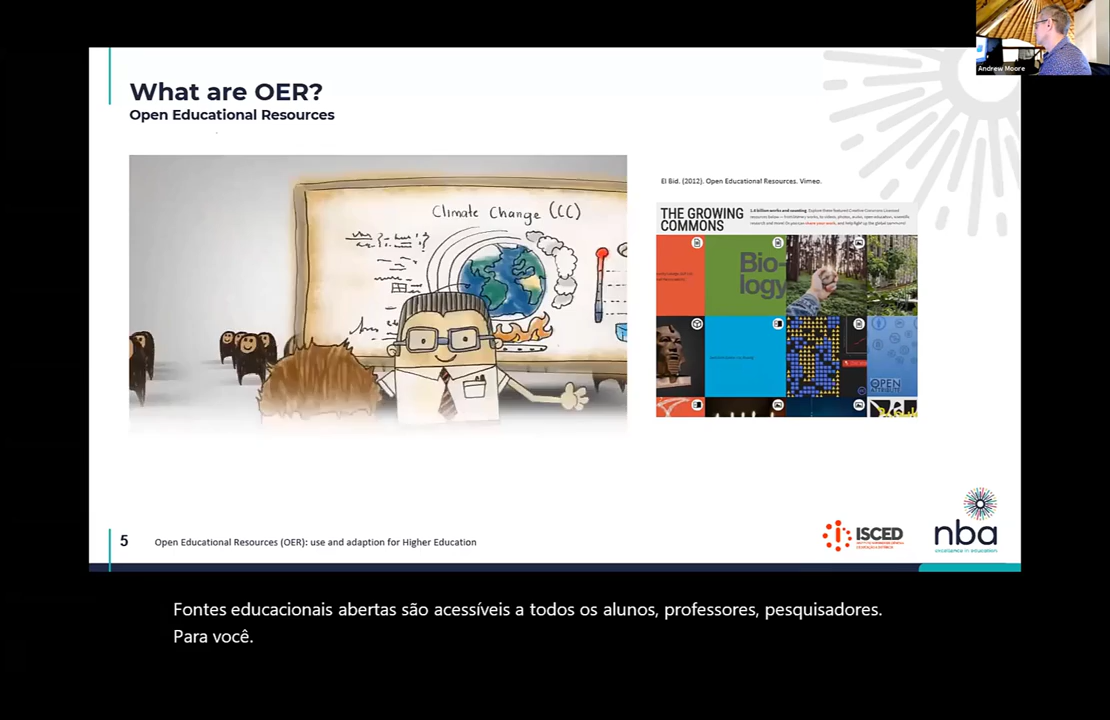 Andrew Moore
What are OER?
Open Educational Resources
Climate Change (CC)
El Bid. (2012). Open Educational Resources. Vimeo.
THE GROWING
COMMONS
Bio-
logy
OPEN
ATTRIBUTE
5
Open Educational Resources (OER): use and adaption for Higher Education
ISCED
nba
excellence in education
Fontes educacionais abertas são acessíveis a todos os alunos, professores, pesquisadores.
Para você.